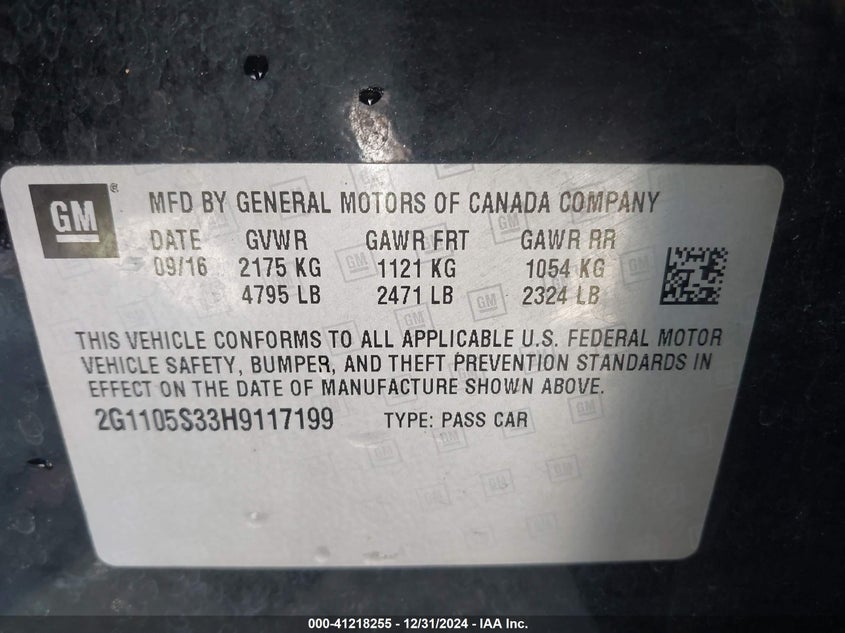 GM ® MFD BY GENERAL MOTORS OF CANADA COMPANY
DATE GVWR GAWR FRT GAWR RR
09/16 2175 KG 1121 KG 1054 KG
4795 LB 2471 LB 2324 LB
THIS VEHICLE CONFORMS TO ALL APPLICABLE U.S. FEDERAL MOTOR
VEHICLE SAFETY, BUMPER, AND THEFT PREVENTION STANDARDS IN
EFFECT ON THE DATE OF MANUFACTURE SHOWN ABOVE.
2G1105S33H9117199 TYPE: PASS CAR
000-41218255 - 12/31/2024 - IAA Inc.